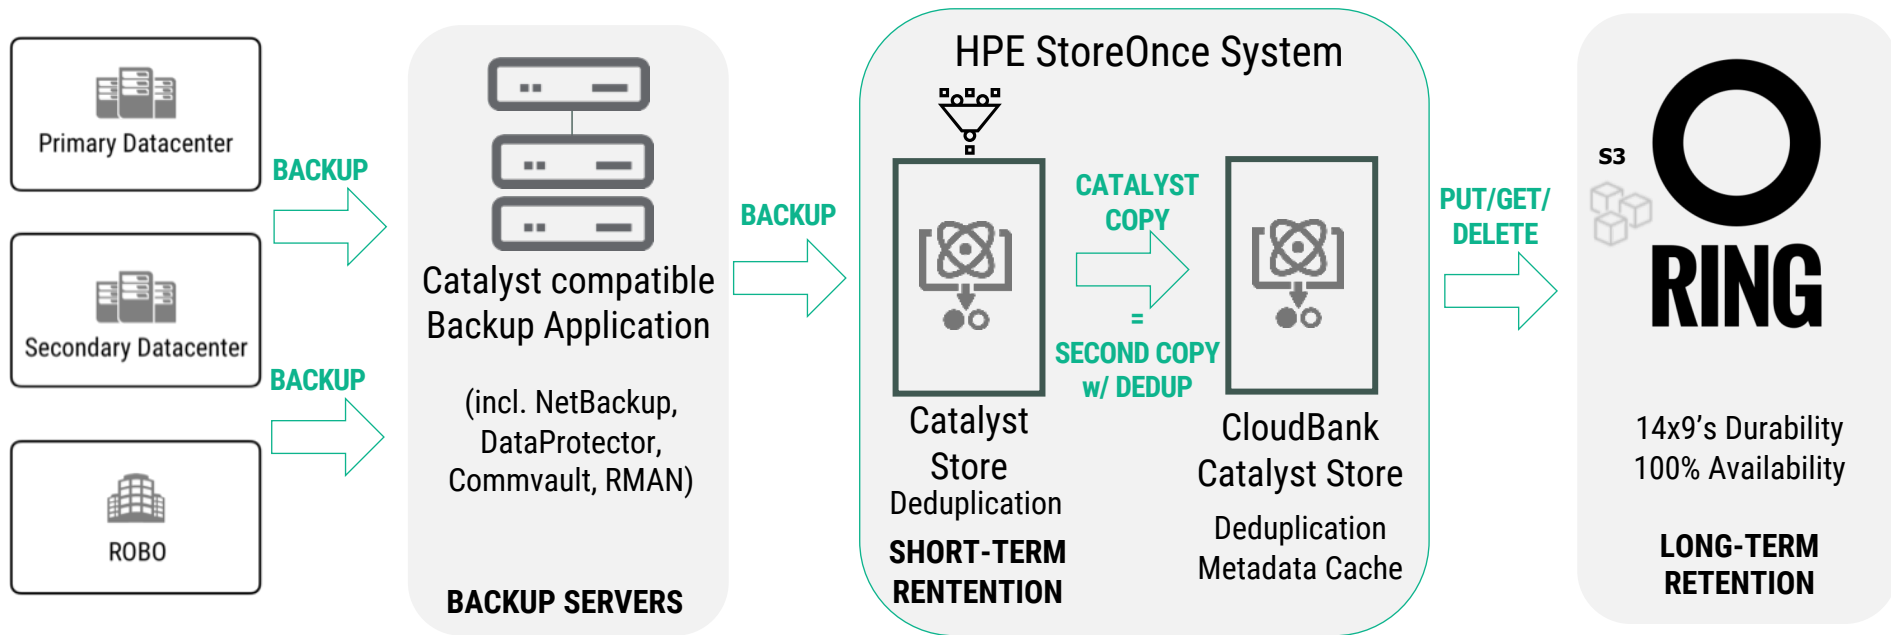 Primary Datacenter
Secondary Datacenter
ROBO
BACKUP
BACKUP
Catalyst compatible
Backup Application
(incl. NetBackup,
DataProtector,
Commvault, RMAN)
BACKUP SERVERS
BACKUP
HPE StoreOnce System
Catalyst
Store
Deduplication
SHORT-TERM
RENTENTION
CATALYST
COPY
=
SECOND COPY
w/ DEDUP
CloudBank
Catalyst Store
Deduplication
Metadata Cache
PUT/GET/
DELETE
S3
RING
14x9’s Durability
100% Availability
LONG-TERM
RETENTION